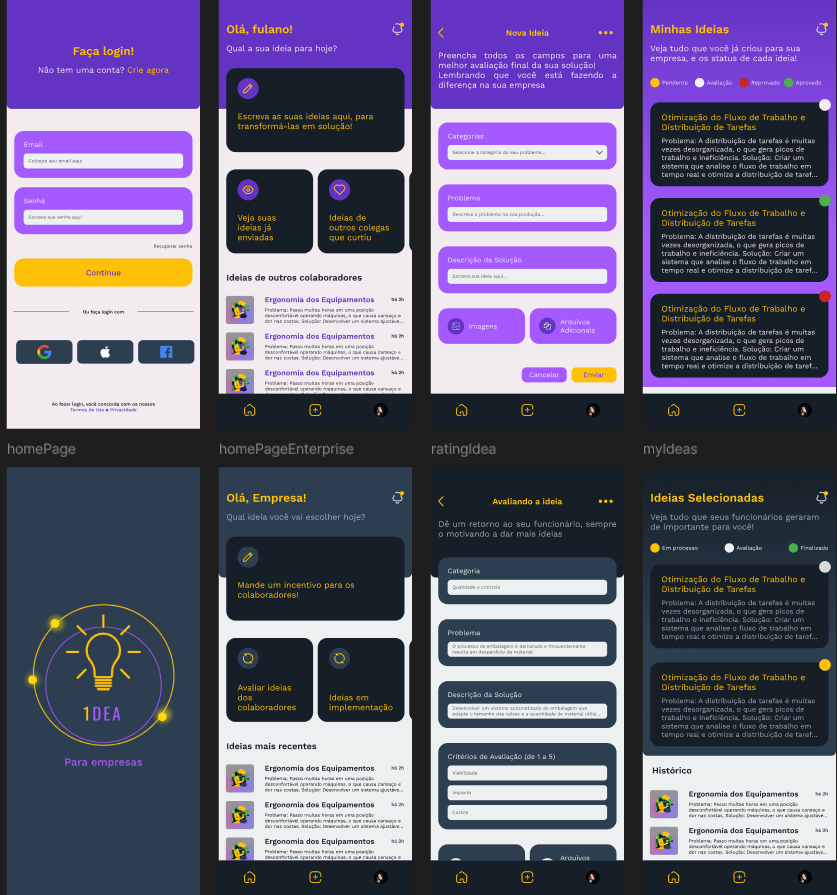 Faça login!
Não tem uma conta? Crie agora
Email
Coloque seu email aqui
Senha
Escreva sua senha aqui
Recuperar senha
Continue
Ou faça login com
Ao fazer login, você concorda com os nossos
Termos de Uso e Privacidade
Olá, fulano!
Qual a sua ideia para hoje?
Escreva as suas ideias aqui, para
transformá-las em solução!
Veja suas
ideias já
enviadas
Ideias de
outros colegas
que curtiu
Ideias de outros colaboradores
Ergonomia dos Equipamentos
há 2h
Problema: Passo muitas horas em uma posição
desconfortável operando máquinas, o que causa cansaço e
dor nas costas. Solução: Desenvolver um sistema ajustáve...
Ergonomia dos Equipamentos
há 2h
Problema: Passo muitas horas em uma posição
desconfortável operando máquinas, o que causa cansaço e
dor nas costas. Solução: Desenvolver um sistema ajustáve...
Ergonomia dos Equipamentos
há 2h
Problema: Passo muitas horas em uma posição
desconfortável operando máquinas, o que causa cansaço e
Nova Ideia
Preencha todos os campos para uma
melhor avaliação final da sua solução!
Lembrando que você está fazendo a
diferença na sua empresa
Categorias
Selecione a categoria do seu problema...
Problema
Descreva o problema na sua produção...
Descrição da Solução
Escreva sua ideia aqui...
Imagens
Arquivos
Adicionais
Cancelar
Enviar
Minhas Ideias
Veja tudo que você já criou para sua
empresa, e os status de cada ideia!
Pendente
Avaliação
Reprovado
Aprovado
Otimização do Fluxo de Trabalho e
Distribuição de Tarefas
Problema: A distribuição de tarefas é muitas
vezes desorganizada, o que gera picos de
trabalho e ineficiência. Solução: Criar um
sistema que analise o fluxo de trabalho em
tempo real e otimize a distribuição de taref...
Otimização do Fluxo de Trabalho e
Distribuição de Tarefas
Problema: A distribuição de tarefas é muitas
vezes desorganizada, o que gera picos de
trabalho e ineficiência. Solução: Criar um
sistema que analise o fluxo de trabalho em
tempo real e otimize a distribuição de taref...
Otimização do Fluxo de Trabalho e
Distribuição de Tarefas
Problema: A distribuição de tarefas é muitas
vezes desorganizada, o que gera picos de
trabalho e ineficiência. Solução: Criar um
sistema que analise o fluxo de trabalho em
tempo real e otimize a distribuição de taref...
homePage
homePageEnterprise
ratingIdea
myIdeas
1DEA
Para empresas
Olá, Empresa!
Qual ideia você vai escolher hoje?
Mande um incentivo para os
colaboradores!
Avaliar ideias
dos
colaboradores
Ideias em
implementação
Ideias mais recentes
Ergonomia dos Equipamentos
há 2h
Problema: Passo muitas horas em uma posição
desconfortável operando máquinas, o que causa cansaço e
dor nas costas. Solução: Desenvolver um sistema ajustáve...
Ergonomia dos Equipamentos
há 2h
Problema: Passo muitas horas em uma posição
desconfortável operando máquinas, o que causa cansaço e
dor nas costas. Solução: Desenvolver um sistema ajustáve...
Ergonomia dos Equipamentos
há 2h
Problema: Passo muitas horas em uma posição
desconfortável operando máquinas, o que causa cansaço e
Avaliando a ideia
Dê um retorno ao seu funcionário, sempre
o motivando a dar mais ideias
Categoria
Qualidade e controle
Problema
O processo de embalagem é demorado e frequentemente
resulta em desperdício de material
Descrição da Solução
Desenvolver um sistema automatizado de embalagem que
adapte o tamanho das caixas e a quantidade de material utiliz...
Critérios de Avaliação (de 1 a 5)
Viabilidade
Impacto
Custos
Arquivos
Ideias Selecionadas
Veja tudo que seus funcionários geraram
de importante para você!
Em processo
Avaliação
Finalizado
Otimização do Fluxo de Trabalho e
Distribuição de Tarefas
Problema: A distribuição de tarefas é muitas
vezes desorganizada, o que gera picos de
trabalho e ineficiência. Solução: Criar um
sistema que analise o fluxo de trabalho em
tempo real e otimize a distribuição de taref...
Otimização do Fluxo de Trabalho e
Distribuição de Tarefas
Problema: A distribuição de tarefas é muitas
vezes desorganizada, o que gera picos de
trabalho e ineficiência. Solução: Criar um
sistema que analise o fluxo de trabalho em
tempo real e otimize a distribuição de taref...
Histórico
Ergonomia dos Equipamentos
há 2h
Problema: Passo muitas horas em uma posição
desconfortável operando máquinas, o que causa cansaço e
dor nas costas. Solução: Desenvolver um sistema ajustáve...
Ergonomia dos Equipamentos
há 2h
Problema: Passo muitas horas em uma posição
desconfortável operando máquinas, o que causa cansaço e
dor nas costas. Solução: Desenvolver um sistema ajustáve...